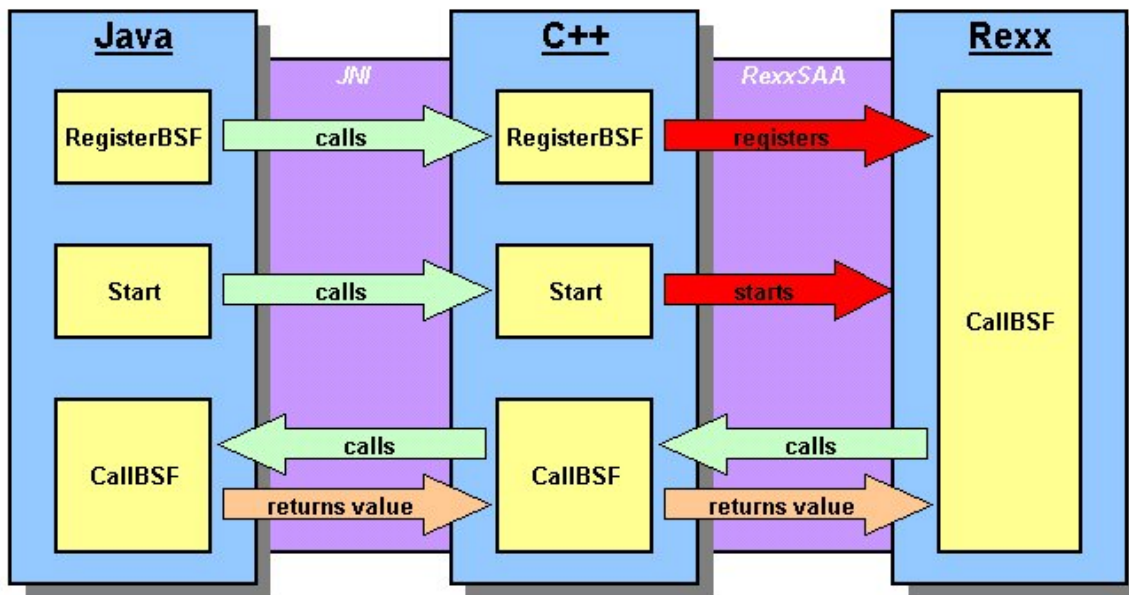 Java
C++
Rexx
JNI
RexxSAA
RegisterBSF
calls
RegisterBSF
registers
Start
calls
Start
starts
CallBSF
calls
calls
CallBSF
returns value
CallBSF
returns value